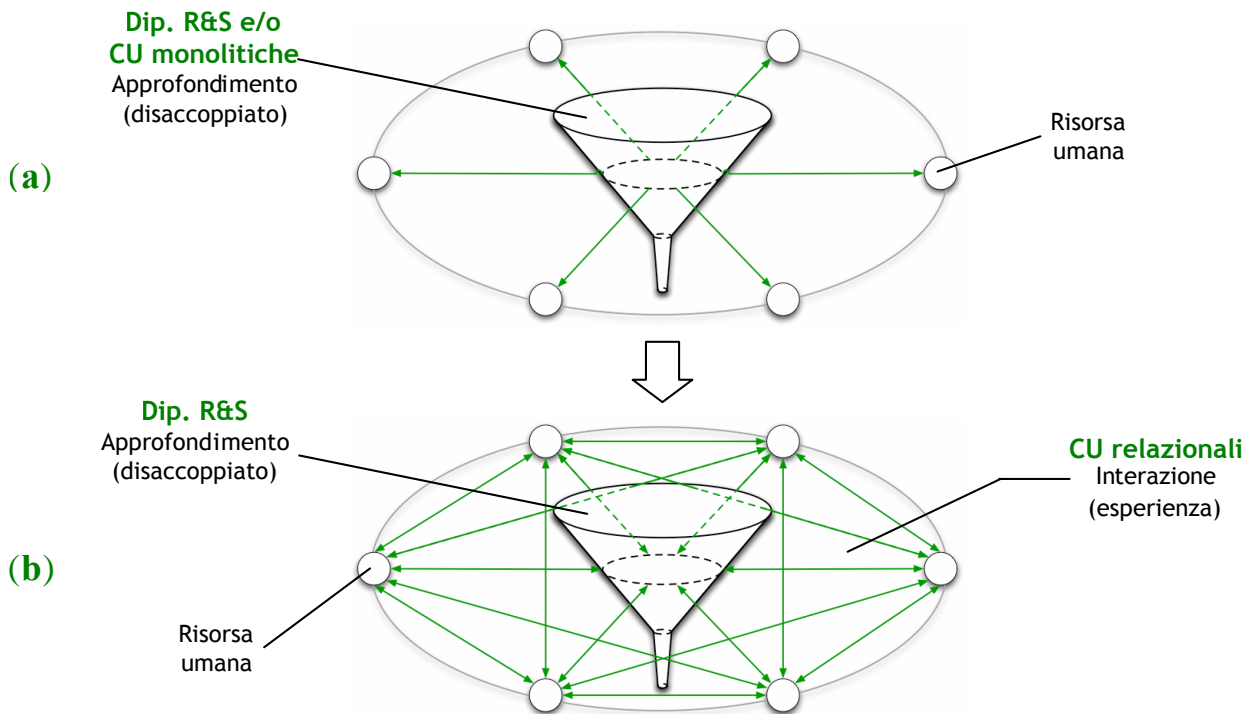 Dip. R&S e/o
CU monolitiche
Approfondimento
(disaccoppiato)
Risorsa
umana
(a)
Dip. R&S
Approfondimento
(disaccoppiato)
CU relazionali
Interazione
(esperienza)
(b)
Risorsa
umana